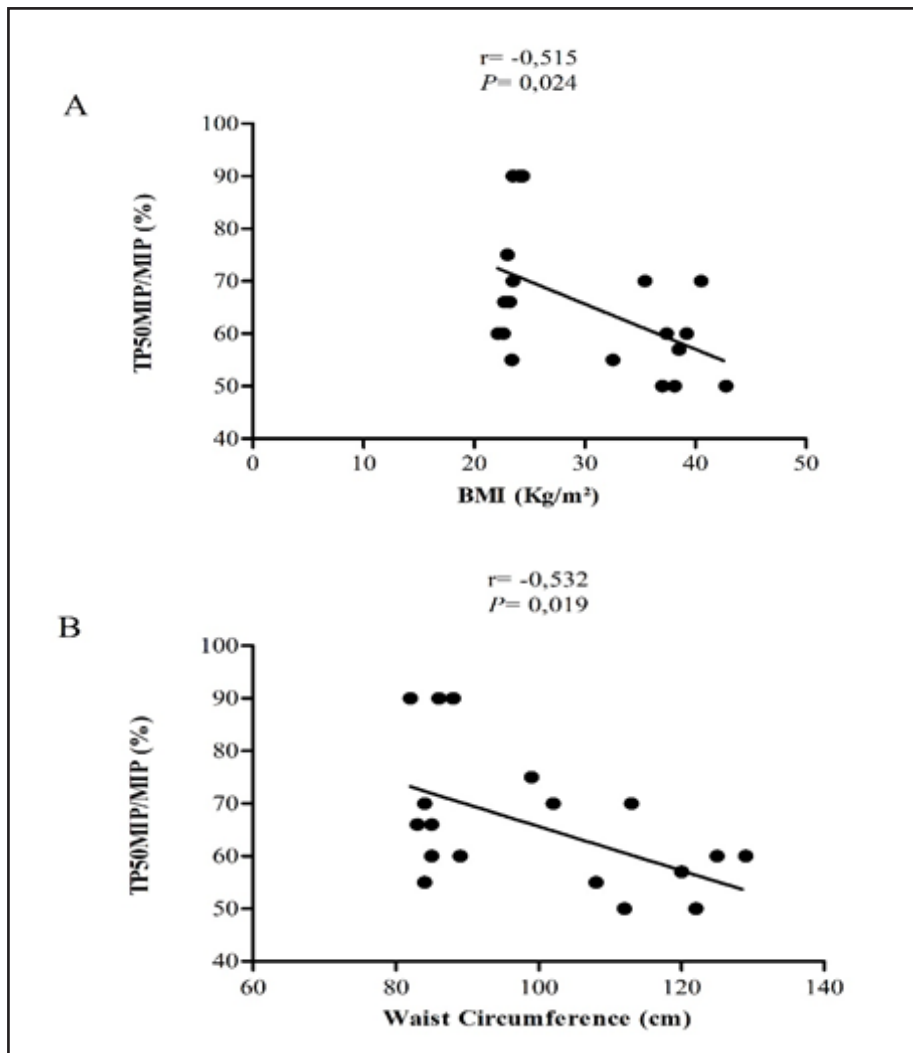 r= -0,515
P= 0,024
A
TP50MIP/MIP (%)
100
90
80
70
60
50
40
0 10 20 30 40 50
BMI (Kg/m²)
r= -0,532
P= 0,019
B
TP50MIP/MIP (%)
100
90
80
70
60
50
40
60 80 100 120 140
Waist Circumference (cm)